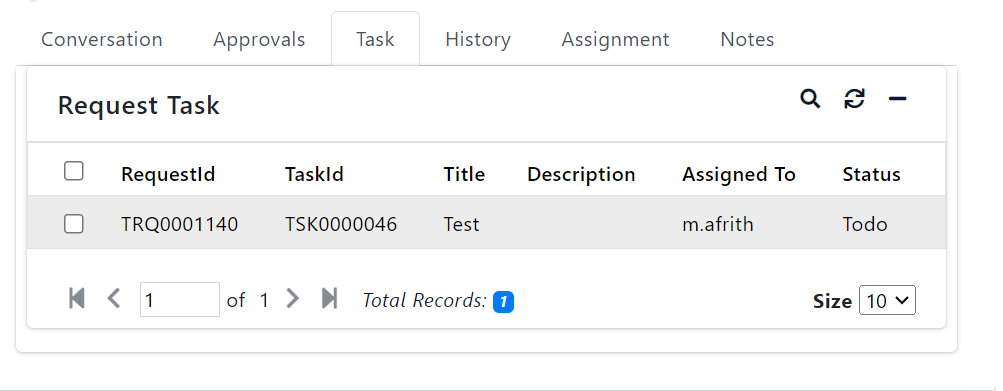 Conversation Approvals Task History Assignment Notes
Request Task
RequestId TaskId Title Description Assigned To Status
TRQ0001140 TSK0000046 Test m.afrith Todo
1 of 1 Total Records: 1 Size 10